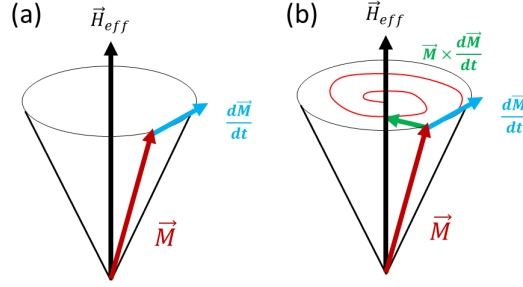 (a)
H⃗eff
dM⃗/dt
M⃗
(b)
H⃗eff
M⃗ × dM⃗/dt
dM⃗/dt
M⃗